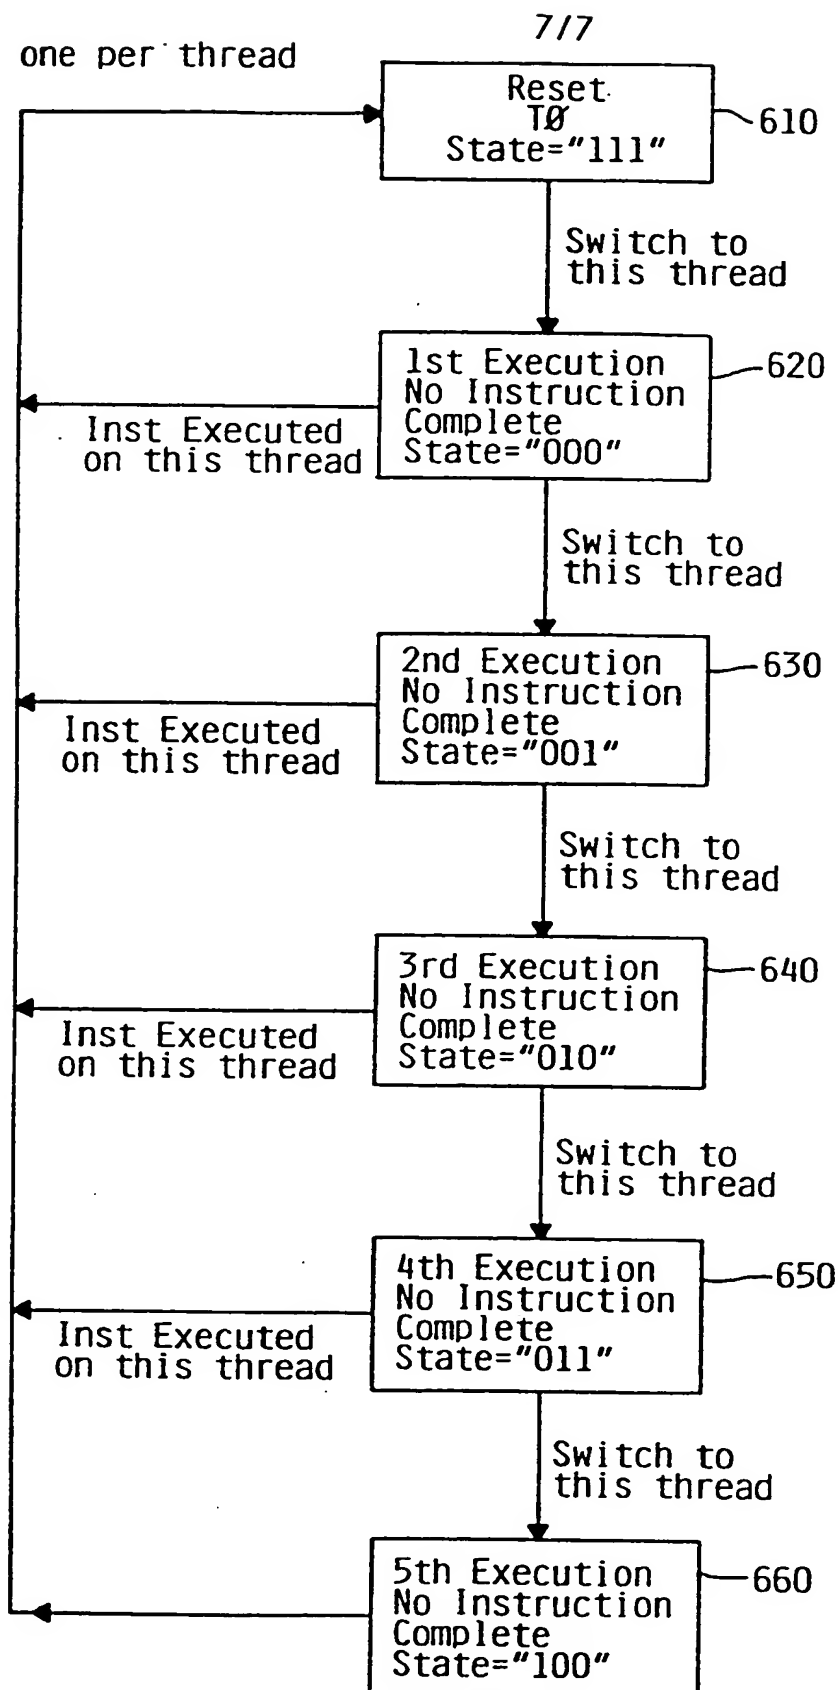 7/7
one per thread
Reset
TØ
State="111"
610
Switch to
this thread
1st Execution
No Instruction
Complete
State="000"
620
Inst Executed
on this thread
Switch to
this thread
2nd Execution
No Instruction
Complete
State="001"
630
Inst Executed
on this thread
Switch to
this thread
3rd Execution
No Instruction
Complete
State="010"
640
Inst Executed
on this thread
Switch to
this thread
4th Execution
No Instruction
Complete
State="011"
650
Inst Executed
on this thread
Switch to
this thread
5th Execution
No Instruction
Complete
State="100"
660